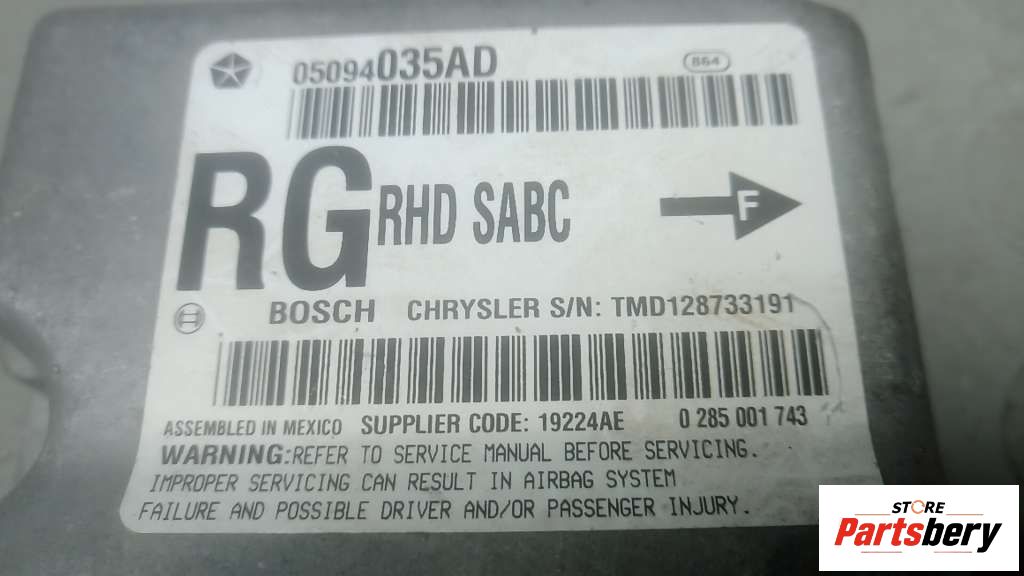 05094035AD 864
RG RHD SABC F
BOSCH CHRYSLER S/N: TMD128733191
ASSEMBLED IN MEXICO SUPPLIER CODE: 19224AE 0 285 001 743
WARNING:REFER TO SERVICE MANUAL BEFORE SERVICING.
IMPROPER SERVICING CAN RESULT IN AIRBAG SYSTEM
FAILURE AND POSSIBLE DRIVER AND/OR PASSENGER INJURY.
STORE
Partsbery